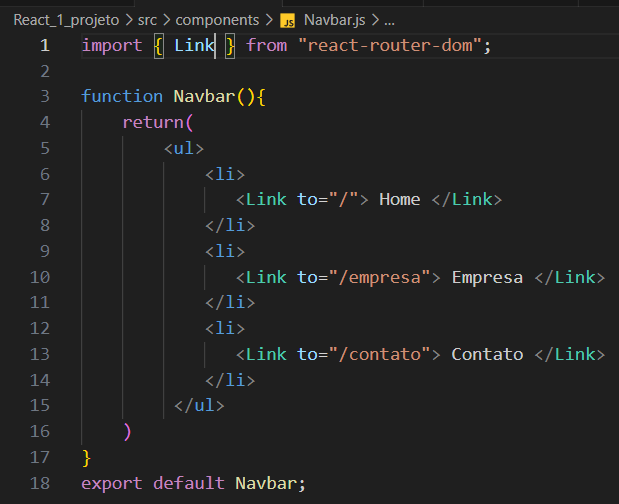 React_1_projeto > src > components > JS Navbar.js > ...
1 import { Link } from "react-router-dom";
2
3 function Navbar(){
4 return(
5 <ul>
6 <li>
7 <Link to="/"> Home </Link>
8 </li>
9 <li>
10 <Link to="/empresa"> Empresa </Link>
11 </li>
12 <li>
13 <Link to="/contato"> Contato </Link>
14 </li>
15 </ul>
16 )
17 }
18 export default Navbar;